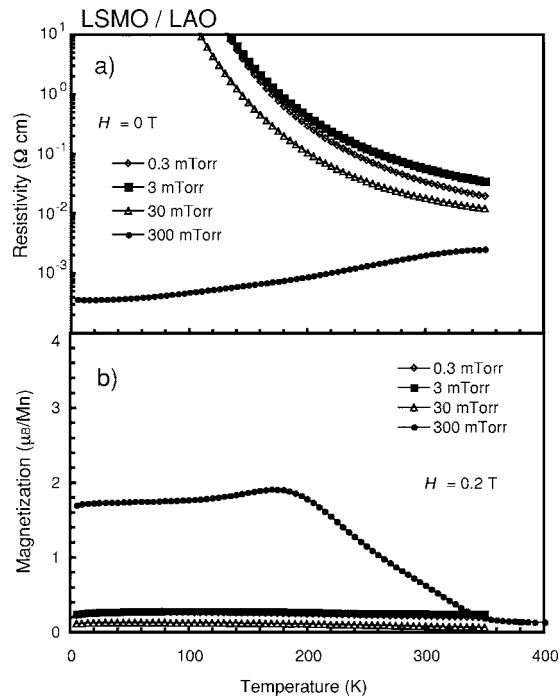 LSMO / LAO
a)
H = 0 T
0.3 mTorr
3 mTorr
30 mTorr
300 mTorr
Resistivity (Ω cm)
10¹
10⁰
10⁻¹
10⁻²
10⁻³
b)
0.3 mTorr
3 mTorr
30 mTorr
300 mTorr
H = 0.2 T
Magnetization (μB/Mn)
4
3
2
1
0
0 100 200 300 400
Temperature (K)